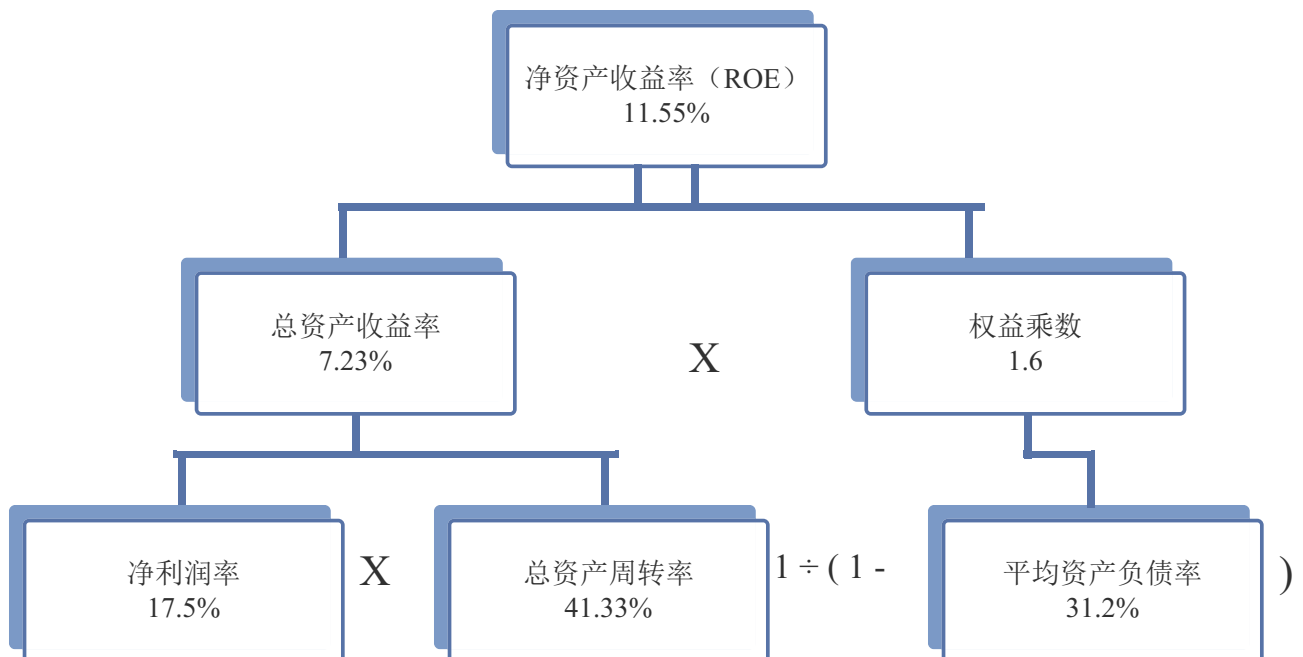 净资产收益率（ROE）
11.55%
总资产收益率
7.23%
X
权益乘数
1.6
净利润率
17.5%
X
总资产周转率
41.33%
1 ÷ ( 1 -
平均资产负债率
31.2%
)